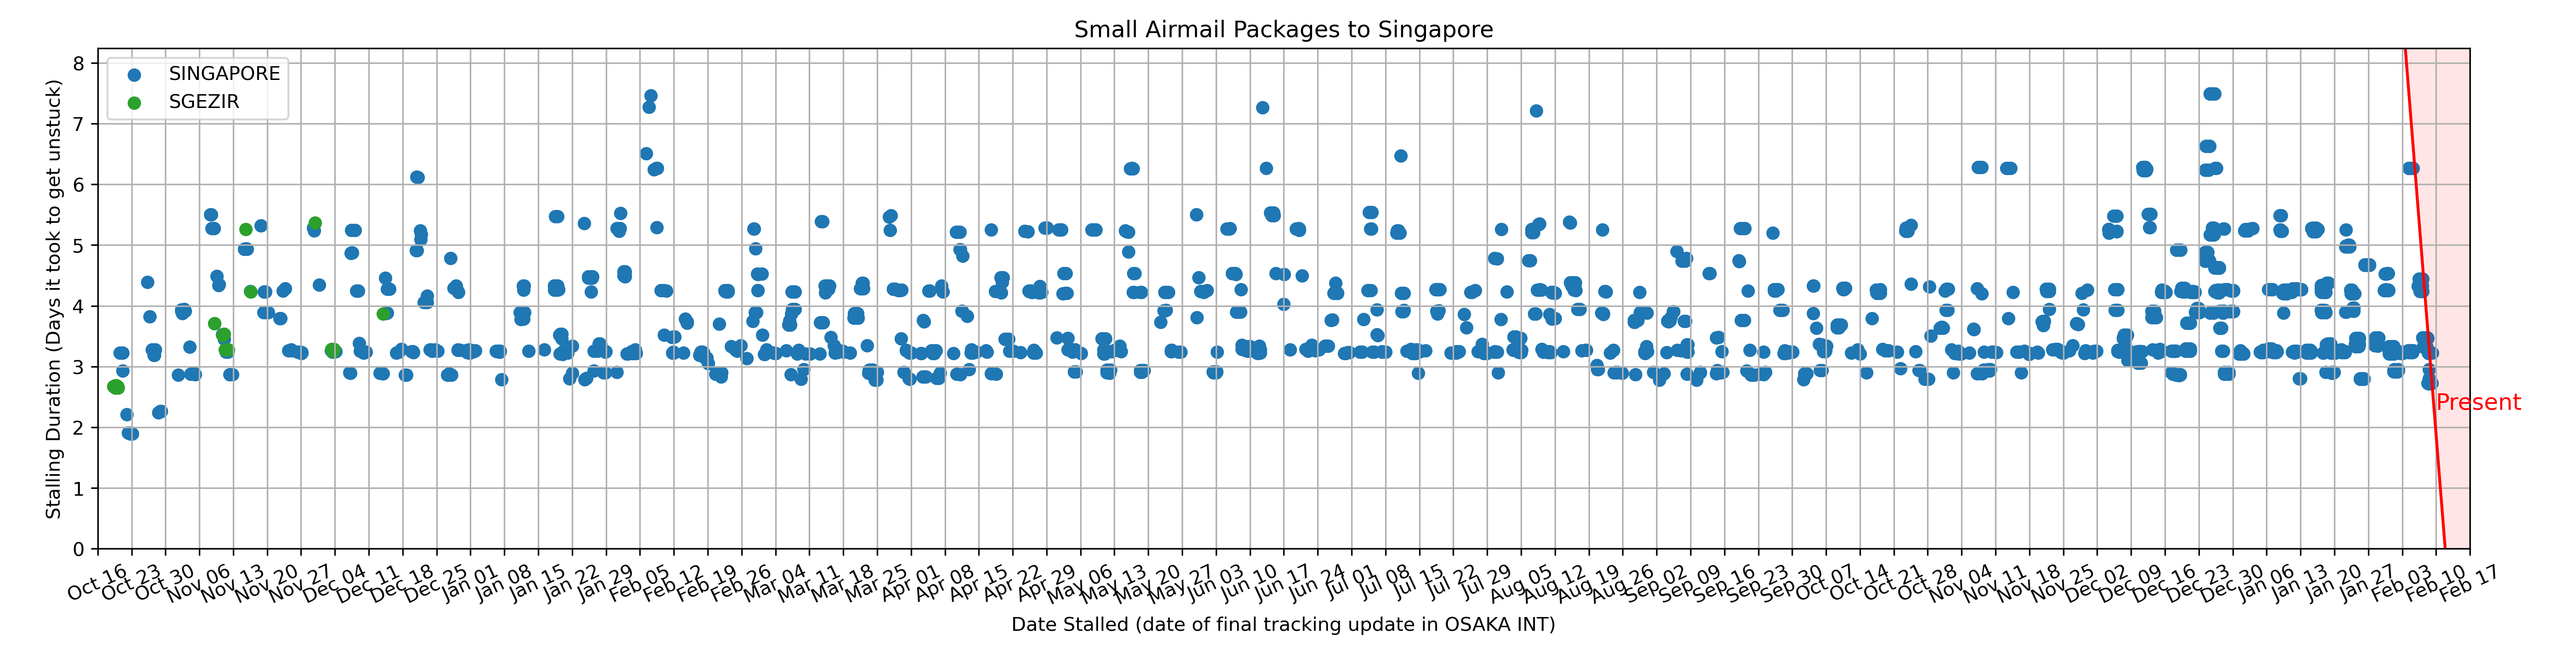 Small Airmail Packages to Singapore
SINGAPORE
SGEZIR
Stalling Duration (Days it took to get unstuck)
8
7
6
5
4
3
2
1
0
Present
Oct 16
Oct 23
Oct 30
Nov 06
Nov 13
Nov 20
Nov 27
Dec 04
Dec 11
Dec 18
Dec 25
Jan 01
Jan 08
Jan 15
Jan 22
Jan 29
Feb 05
Feb 12
Feb 19
Feb 26
Mar 04
Mar 11
Mar 18
Mar 25
Apr 01
Apr 08
Apr 15
Apr 22
Apr 29
May 06
May 13
May 20
May 27
Jun 03
Jun 10
Jun 17
Jun 24
Jul 01
Jul 08
Jul 15
Jul 22
Jul 29
Aug 05
Aug 12
Aug 19
Aug 26
Sep 02
Sep 09
Sep 16
Sep 23
Sep 30
Oct 07
Oct 14
Oct 21
Oct 28
Nov 04
Nov 11
Nov 18
Nov 25
Dec 02
Dec 09
Dec 16
Dec 23
Dec 30
Jan 06
Jan 13
Jan 20
Jan 27
Feb 03
Feb 10
Feb 17
Date Stalled (date of final tracking update in OSAKA INT)